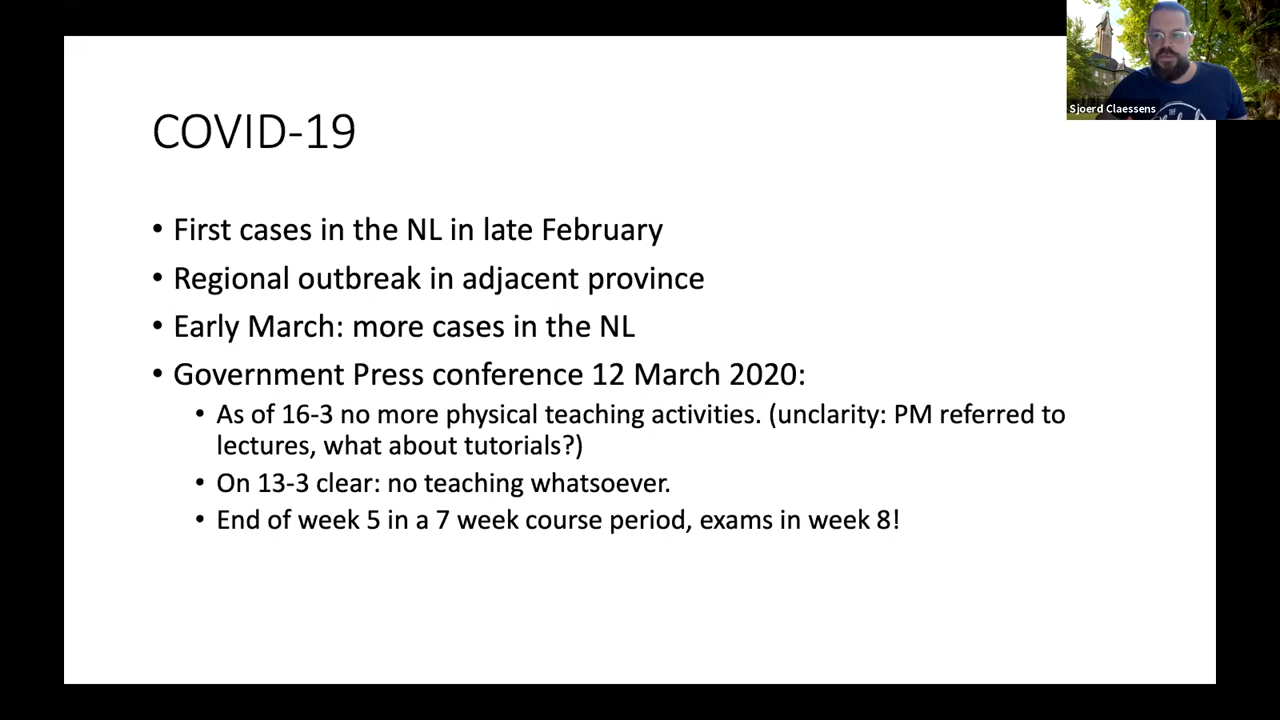 Sjoerd Claessens
COVID-19
• First cases in the NL in late February
• Regional outbreak in adjacent province
• Early March: more cases in the NL
• Government Press conference 12 March 2020:
• As of 16-3 no more physical teaching activities. (unclarity: PM referred to
lectures, what about tutorials?)
• On 13-3 clear: no teaching whatsoever.
• End of week 5 in a 7 week course period, exams in week 8!